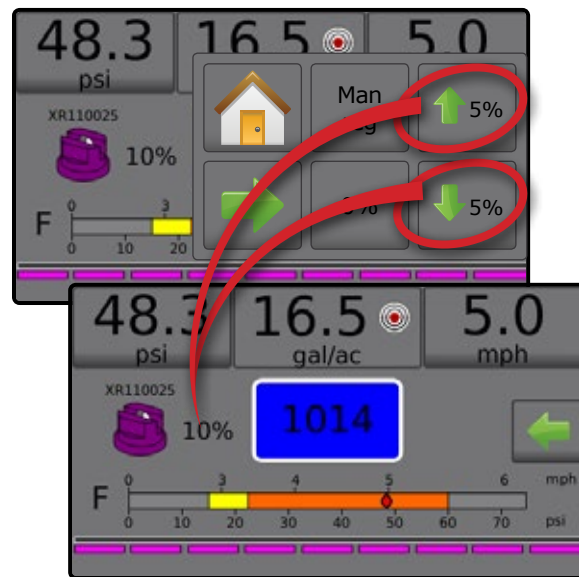 48.3 16.5 5.0
psi
XR110025
10%
Man
5%
5%
F 0 3
0 10 20
48.3 16.5 5.0
psi gal/ac mph
XR110025
10% 1014
F 0 3 4 5 6 mph
0 10 20 30 40 50 60 70 psi